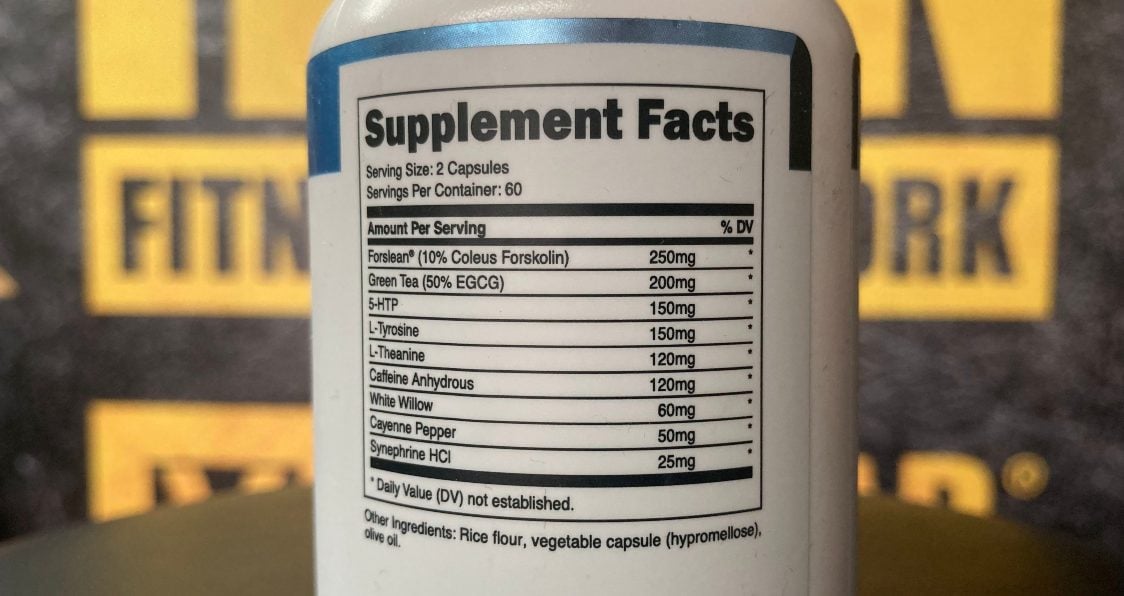 FITN
ORK
Supplement Facts
Serving Size: 2 Capsules
Servings Per Container: 60
Amount Per Serving % DV
Forslean® (10% Coleus Forskolin) 250mg *
Green Tea (50% EGCG) 200mg *
5-HTP 150mg *
L-Tyrosine 150mg *
L-Theanine 120mg *
Caffeine Anhydrous 120mg *
White Willow 60mg *
Cayenne Pepper 50mg *
Synephrine HCl 25mg *
* Daily Value (DV) not established.
Other Ingredients: Rice flour, vegetable capsule (hypromellose),
olive oil.
®